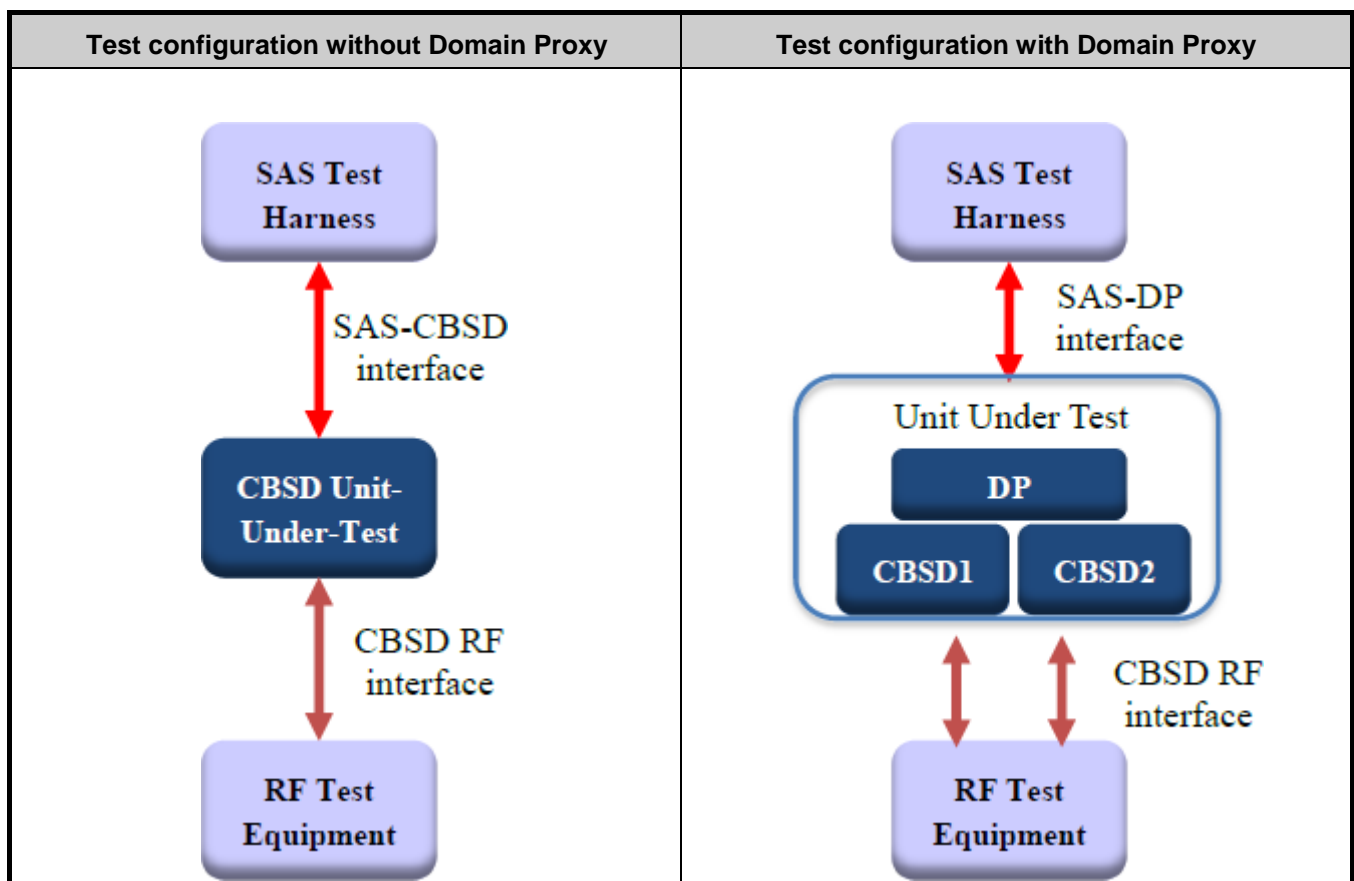 Test configuration without Domain Proxy
Test configuration with Domain Proxy
SAS Test
Harness
SAS-CBSD
interface
CBSD Unit-
Under-Test
CBSD RF
interface
RF Test
Equipment
SAS Test
Harness
SAS-DP
interface
Unit Under Test
DP
CBSD1
CBSD2
CBSD RF
interface
RF Test
Equipment